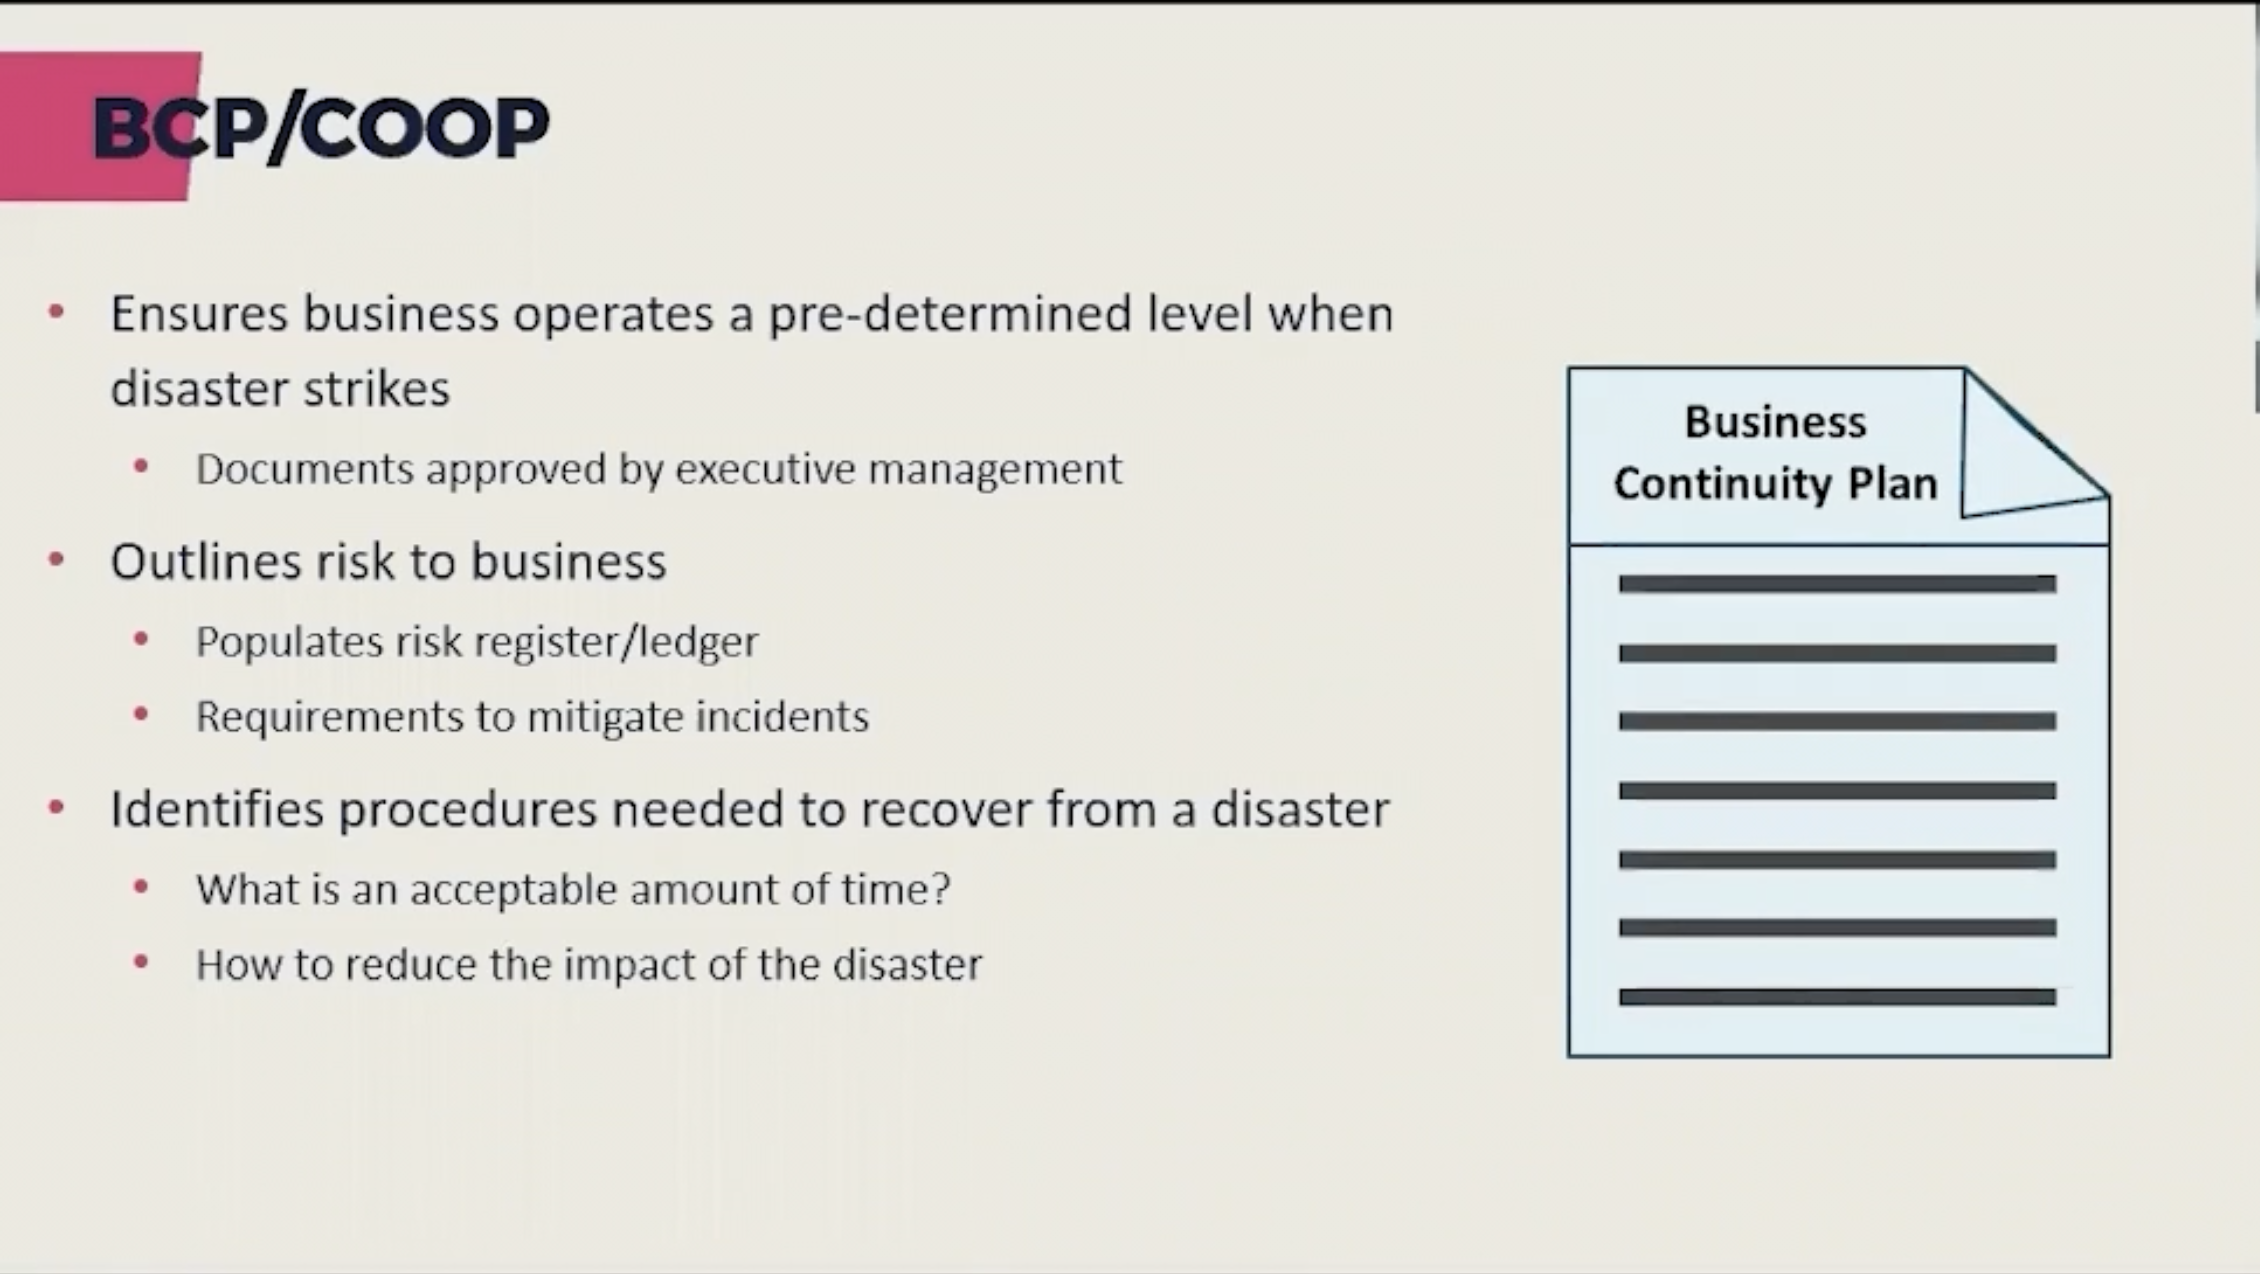 BCP/COOP
• Ensures business operates a pre-determined level when
disaster strikes
• Documents approved by executive management
• Outlines risk to business
• Populates risk register/ledger
• Requirements to mitigate incidents
• Identifies procedures needed to recover from a disaster
• What is an acceptable amount of time?
• How to reduce the impact of the disaster
Business
Continuity Plan